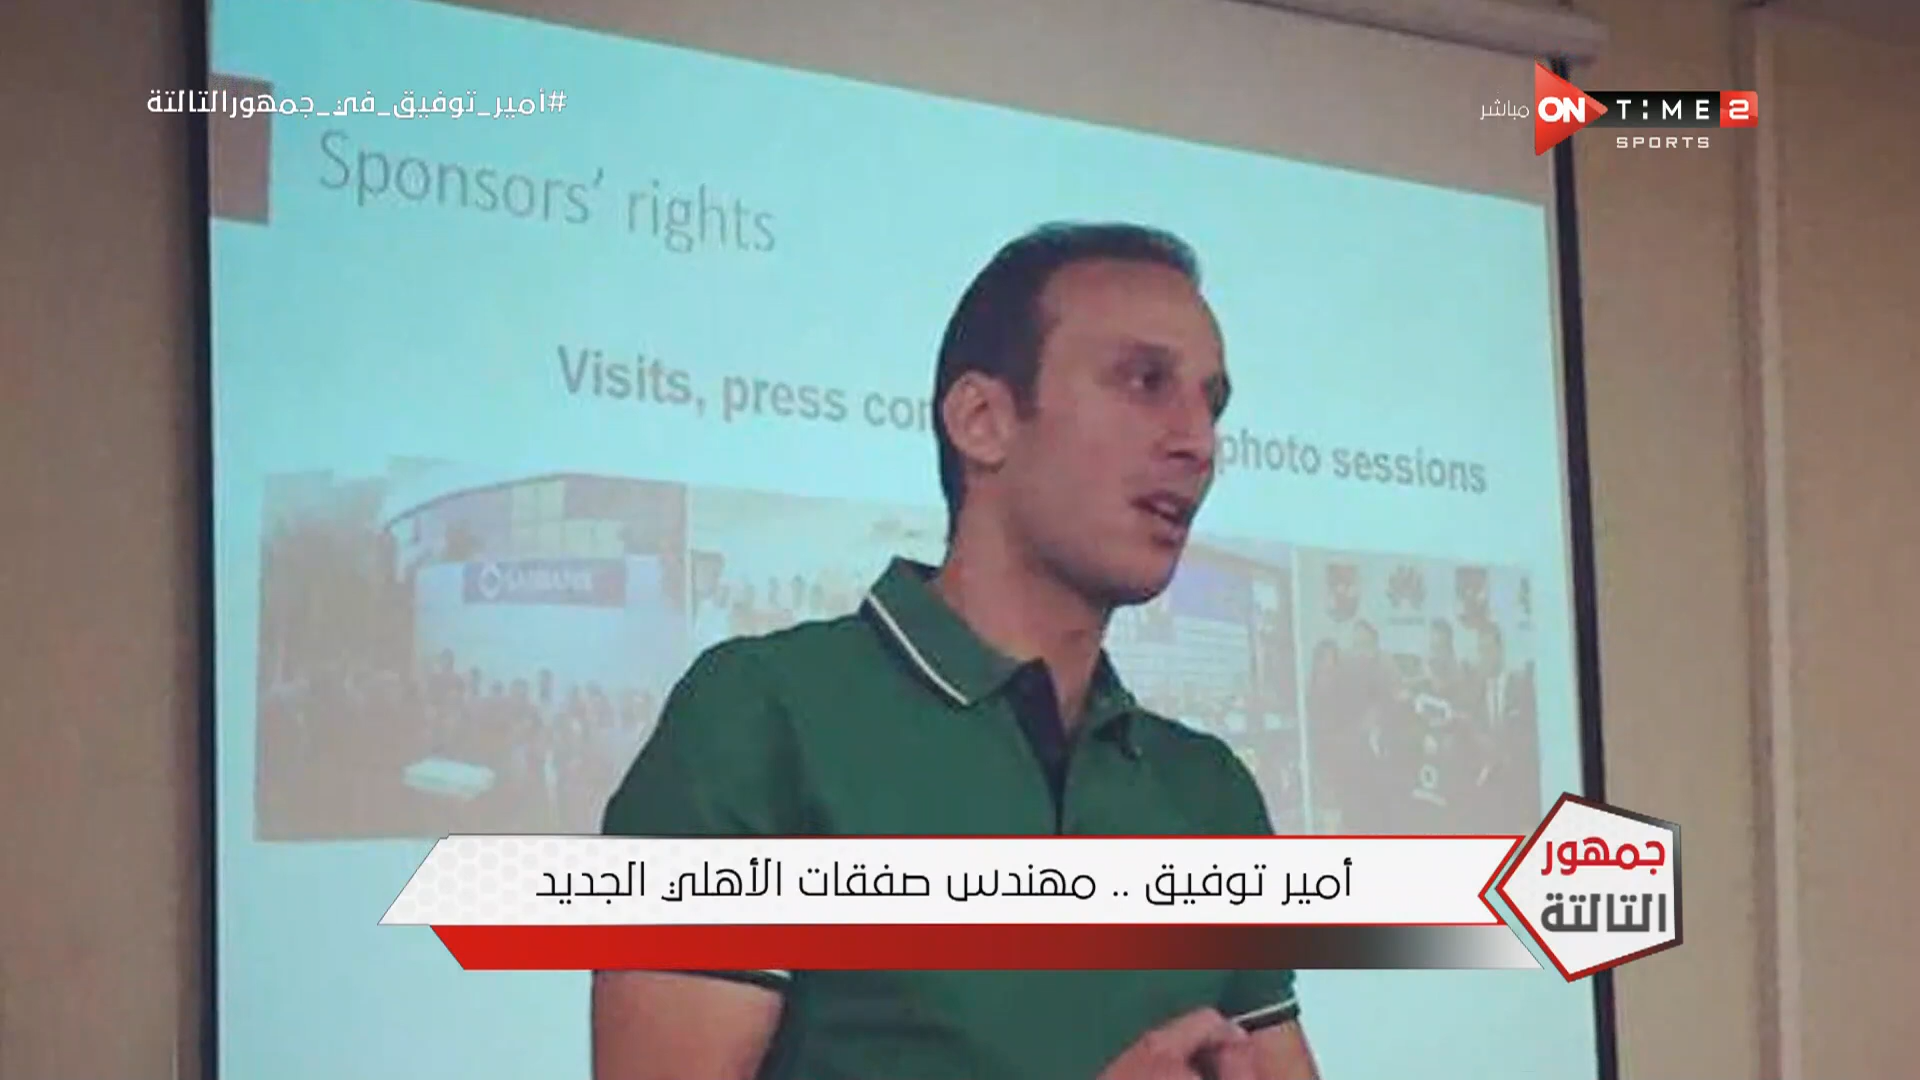 #أمير_توفيق_في_جمهورالتالتة
مباشر ON TIME 2
SPORTS
Sponsors' rights
Visits, press
photo sessions
أمير توفيق .. مهندس صفقات الأهلي الجديد
جمهور
التالتة